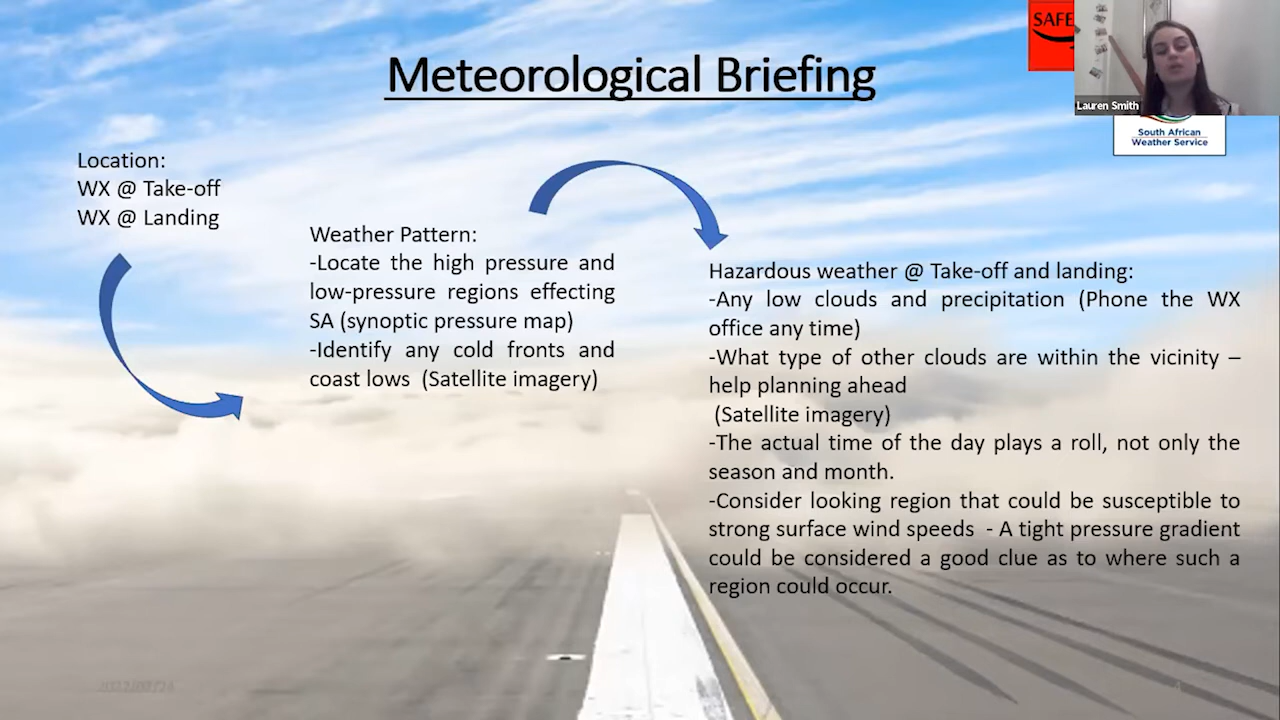 Meteorological Briefing
SAFE
Lauren Smith
South African
Weather Service
Location:
WX @ Take-off
WX @ Landing
Weather Pattern:
-Locate the high pressure and
low-pressure regions effecting
SA (synoptic pressure map)
-Identify any cold fronts and
coast lows (Satellite imagery)
Hazardous weather @ Take-off and landing:
-Any low clouds and precipitation (Phone the WX
office any time)
-What type of other clouds are within the vicinity –
help planning ahead
(Satellite imagery)
-The actual time of the day plays a roll, not only the
season and month.
-Consider looking region that could be susceptible to
strong surface wind speeds - A tight pressure gradient
could be considered a good clue as to where such a
region could occur.